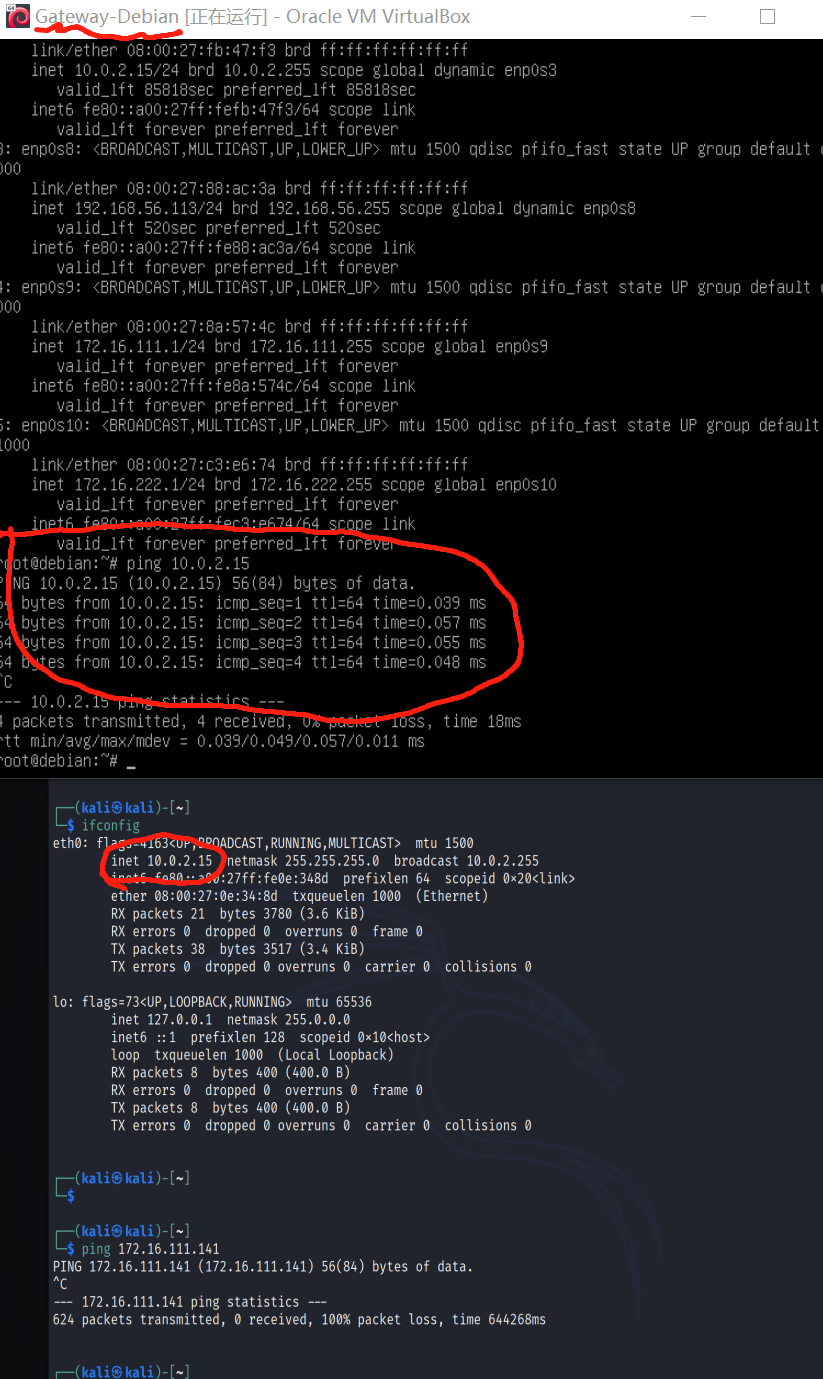 Gateway-Debian [正在运行] - Oracle VM VirtualBox
link/ether 08:00:27:fb:47:f3 brd ff:ff:ff:ff:ff:ff
inet 10.0.2.15/24 brd 10.0.2.255 scope global dynamic enp0s3
valid_lft 85818sec preferred_lft 85818sec
inet6 fe80::a00:27ff:fefb:47f3/64 scope link
valid_lft forever preferred_lft forever
3: enp0s8: <BROADCAST,MULTICAST,UP,LOWER_UP> mtu 1500 qdisc pfifo_fast state UP group default
000
link/ether 08:00:27:88:ac:3a brd ff:ff:ff:ff:ff:ff
inet 192.168.56.113/24 brd 192.168.56.255 scope global dynamic enp0s8
valid_lft 520sec preferred_lft 520sec
inet6 fe80::a00:27ff:fe88:ac3a/64 scope link
valid_lft forever preferred_lft forever
4: enp0s9: <BROADCAST,MULTICAST,UP,LOWER_UP> mtu 1500 qdisc pfifo_fast state UP group default
000
link/ether 08:00:27:8a:57:4c brd ff:ff:ff:ff:ff:ff
inet 172.16.111.1/24 brd 172.16.111.255 scope global enp0s9
valid_lft forever preferred_lft forever
inet6 fe80::a00:27ff:fe8a:574c/64 scope link
valid_lft forever preferred_lft forever
5: enp0s10: <BROADCAST,MULTICAST,UP,LOWER_UP> mtu 1500 qdisc pfifo_fast state UP group default
1000
link/ether 08:00:27:c3:e6:74 brd ff:ff:ff:ff:ff:ff
inet 172.16.222.1/24 brd 172.16.222.255 scope global enp0s10
valid_lft forever preferred_lft forever
inet6 fe80::a00:27ff:fec3:e674/64 scope link
valid_lft forever preferred_lft forever
root@debian:~# ping 10.0.2.15
PING 10.0.2.15 (10.0.2.15) 56(84) bytes of data.
64 bytes from 10.0.2.15: icmp_seq=1 ttl=64 time=0.039 ms
64 bytes from 10.0.2.15: icmp_seq=2 ttl=64 time=0.057 ms
64 bytes from 10.0.2.15: icmp_seq=3 ttl=64 time=0.055 ms
64 bytes from 10.0.2.15: icmp_seq=4 ttl=64 time=0.048 ms
^C
--- 10.0.2.15 ping statistics ---
4 packets transmitted, 4 received, 0% packet loss, time 18ms
rtt min/avg/max/mdev = 0.039/0.049/0.057/0.011 ms
root@debian:~# _
┌──(kali㉿kali)-[~]
└─$ ifconfig
eth0: flags=4163<UP,BROADCAST,RUNNING,MULTICAST>  mtu 1500
inet 10.0.2.15  netmask 255.255.255.0  broadcast 10.0.2.255
inet6 fe80::a00:27ff:fe0e:348d  prefixlen 64  scopeid 0×20<link>
ether 08:00:27:0e:34:8d  txqueuelen 1000  (Ethernet)
RX packets 21  bytes 3780 (3.6 KiB)
RX errors 0  dropped 0  overruns 0  frame 0
TX packets 38  bytes 3517 (3.4 KiB)
TX errors 0  dropped 0 overruns 0  carrier 0  collisions 0
lo: flags=73<UP,LOOPBACK,RUNNING>  mtu 65536
inet 127.0.0.1  netmask 255.0.0.0
inet6 ::1  prefixlen 128  scopeid 0×10<host>
loop  txqueuelen 1000  (Local Loopback)
RX packets 8  bytes 400 (400.0 B)
RX errors 0  dropped 0  overruns 0  frame 0
TX packets 8  bytes 400 (400.0 B)
TX errors 0  dropped 0 overruns 0  carrier 0  collisions 0
┌──(kali㉿kali)-[~]
└─$
┌──(kali㉿kali)-[~]
└─$ ping 172.16.111.141
PING 172.16.111.141 (172.16.111.141) 56(84) bytes of data.
^C
--- 172.16.111.141 ping statistics ---
624 packets transmitted, 0 received, 100% packet loss, time 644268ms
┌──(kali㉿kali)-[~]